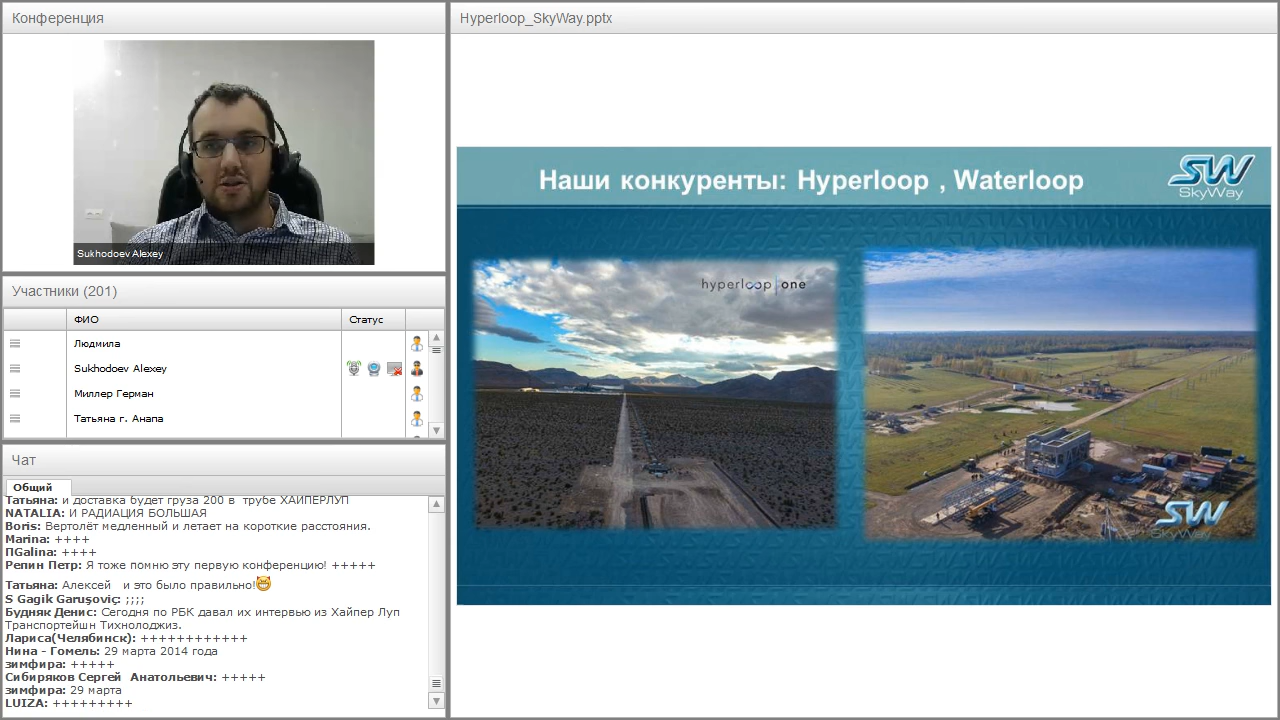 Конференция
Sukhodoev Alexey
Участники (201)
ФИО
Статус
Людмила
Sukhodoev Alexey
Миллер Герман
Татьяна г. Анапа
Чат
Общий
Татьяна: и доставка будет груза 200 в трубе ХАЙПЕРЛУП
NATALIA: И РАДИАЦИЯ БОЛЬШАЯ
Boris: Вертолёт медленный и летает на короткие расстояния.
Marina: ++++
ПGalina: ++++
Репин Петр: Я тоже помню эту первую конференцию! +++++
Татьяна: Алексей и это было правильно!
S Gagik Garuşoviç: ;;;;
Будняк Денис: Сегодня по РБК давал их интервью из Хайпер Луп
Транспортейшн Тихнолоджиз.
Лариса(Челябинск): ++++++++++++
Нина - Гомель: 29 марта 2014 года
зимфира: +++++
Сибиряков Сергей Анатольевич: +++++
зимфира: 29 марта
LUIZA: +++++++++
Hyperloop_SkyWay.pptx
Наши конкуренты: Hyperloop , Waterloop
SW
SkyWay
hyperloop one
SW
SkyWay